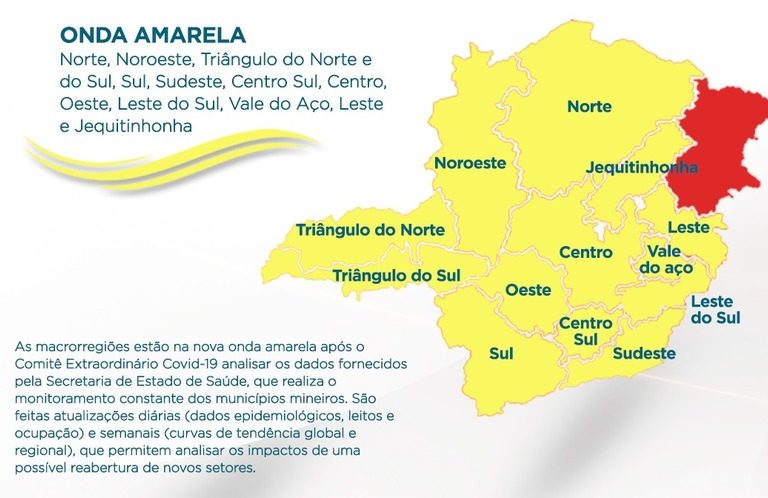 ONDA AMARELA
Norte, Noroeste, Triângulo do Norte e
do Sul, Sul, Sudeste, Centro Sul, Centro,
Oeste, Leste do Sul, Vale do Aço, Leste
e Jequitinhonha
Norte
Noroeste
Jequitinhonha
Triângulo do Norte
Leste
Centro
Vale
do aço
Triângulo do Sul
Oeste
Leste
do Sul
Centro
Sul
Sul
Sudeste
As macrorregiões estão na nova onda amarela após o
Comitê Extraordinário Covid-19 analisar os dados fornecidos
pela Secretaria de Estado de Saúde, que realiza o
monitoramento constante dos municípios mineiros. São
feitas atualizações diárias (dados epidemiológicos, leitos e
ocupação) e semanais (curvas de tendência global e
regional), que permitem analisar os impactos de uma
possível reabertura de novos setores.